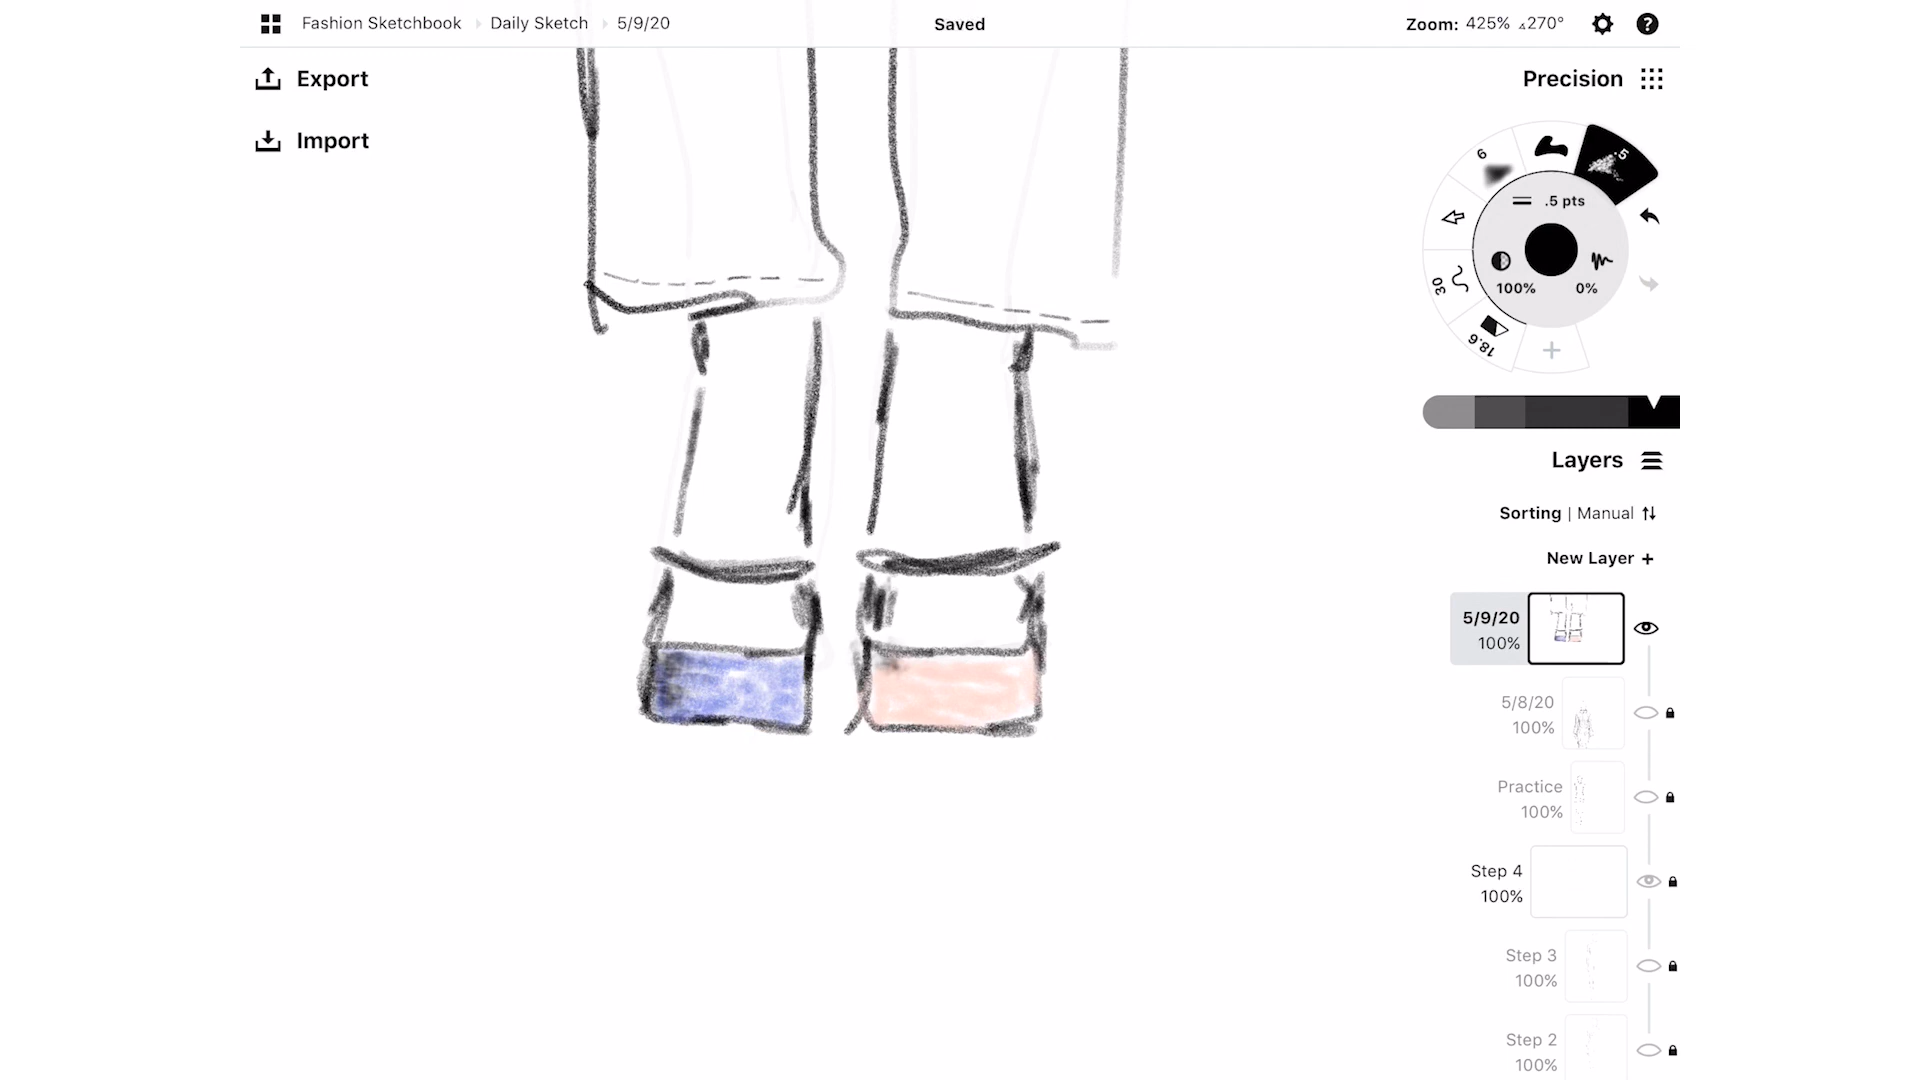 Fashion Sketchbook Daily Sketch 5/9/20
Saved
Zoom: 425% ⦟270° ?
Export
Import
Precision
6
.5
.5 pts
100%
0%
30
18.6
Layers
Sorting | Manual
New Layer +
5/9/20
100%
5/8/20
100%
Practice
100%
Step 4
100%
Step 3
100%
Step 2
100%